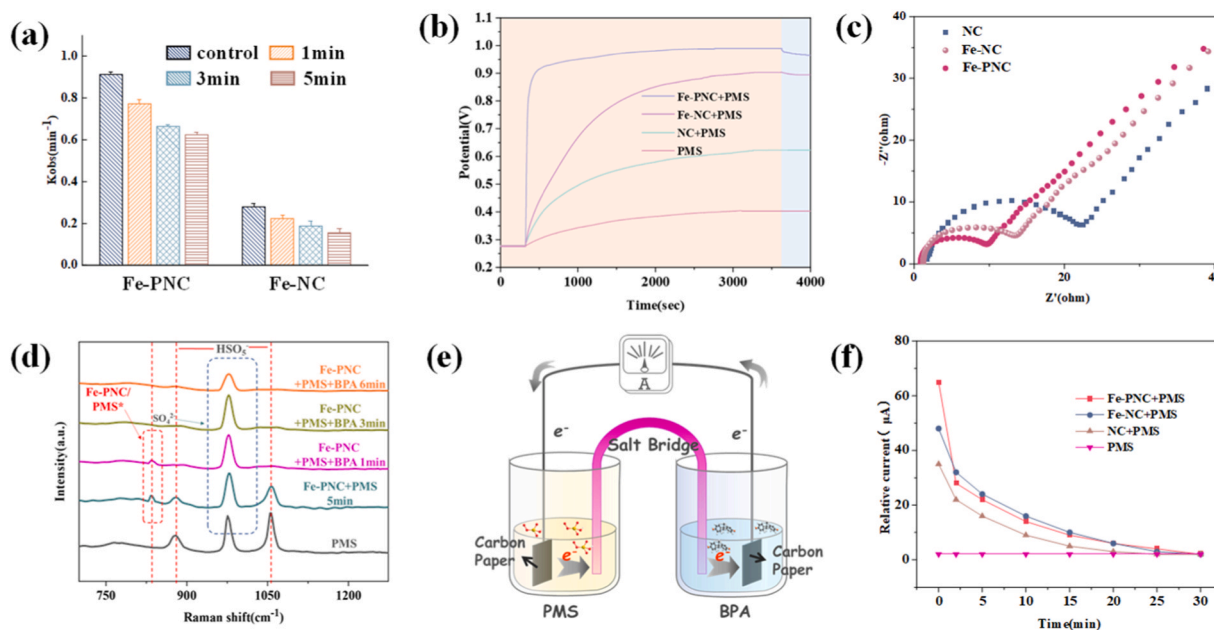 (a)
control
1min
3min
5min
Kobs(min-1)
1.0
0.8
0.6
0.4
0.2
0.0
Fe-PNC
Fe-NC
(b)
Potential(V)
1.2
1.1
1.0
0.9
0.8
0.7
0.6
0.5
0.4
0.3
0.2
Fe-PNC+PMS
Fe-NC+PMS
NC+PMS
PMS
0
1000
2000
3000
4000
Time(sec)
(c)
-Z''(ohm)
40
30
20
10
0
NC
Fe-NC
Fe-PNC
20
40
Z'(ohm)
(d)
Intensity(a.u.)
HSO5-
Fe-PNC
+PMS+BPA 6min
Fe-PNC/
PMS*
SO42-
Fe-PNC
+PMS+BPA 3min
Fe-PNC
+PMS+BPA 1min
Fe-PNC+PMS
5min
PMS
750
900
1050
1200
Raman shift(cm-1)
(e)
A
e-
e-
Salt Bridge
Carbon
Paper
e-
e-
Carbon
Paper
PMS
BPA
(f)
Relative current( μA)
80
60
40
20
0
Fe-PNC+PMS
Fe-NC+PMS
NC+PMS
PMS
0
5
10
15
20
25
30
Time(min)